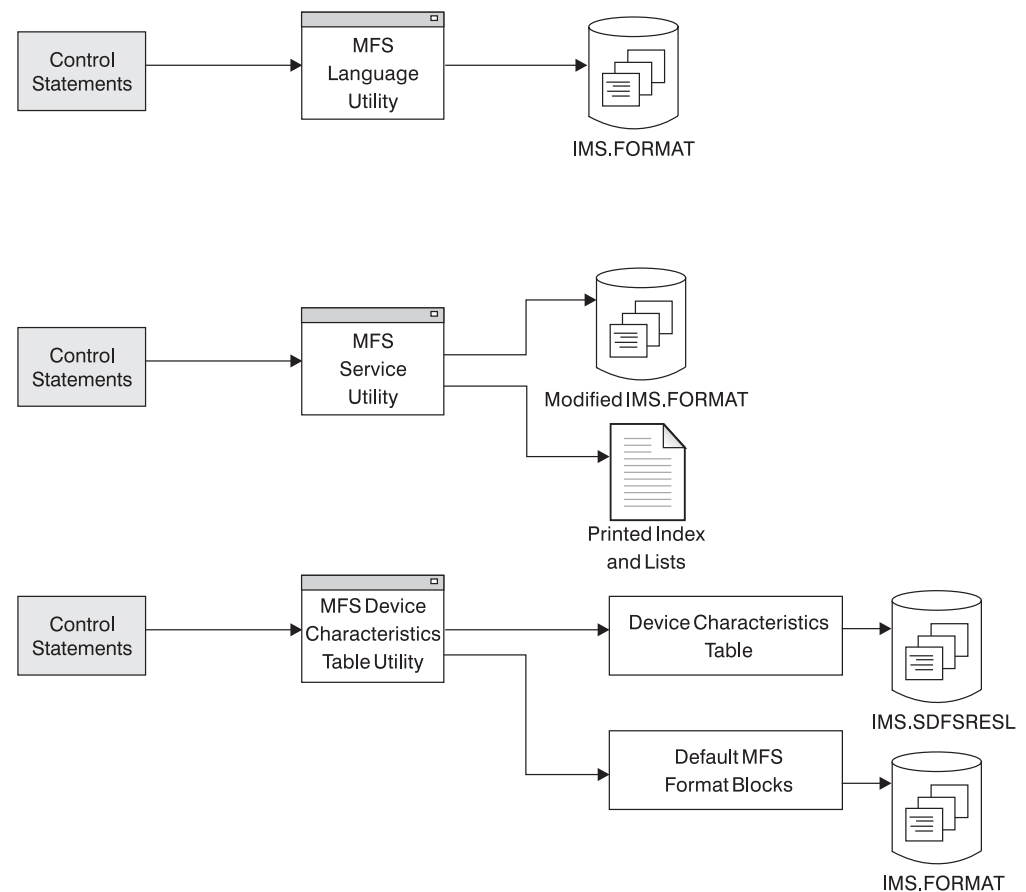 Control
Statements
MFS
Language
Utility
IMS.FORMAT
Control
Statements
MFS
Service
Utility
Modified IMS.FORMAT
Printed Index
and Lists
Control
Statements
MFS Device
Characteristics
Table Utility
Device Characteristics
Table
IMS.SDFSRESL
Default MFS
Format Blocks
IMS.FORMAT